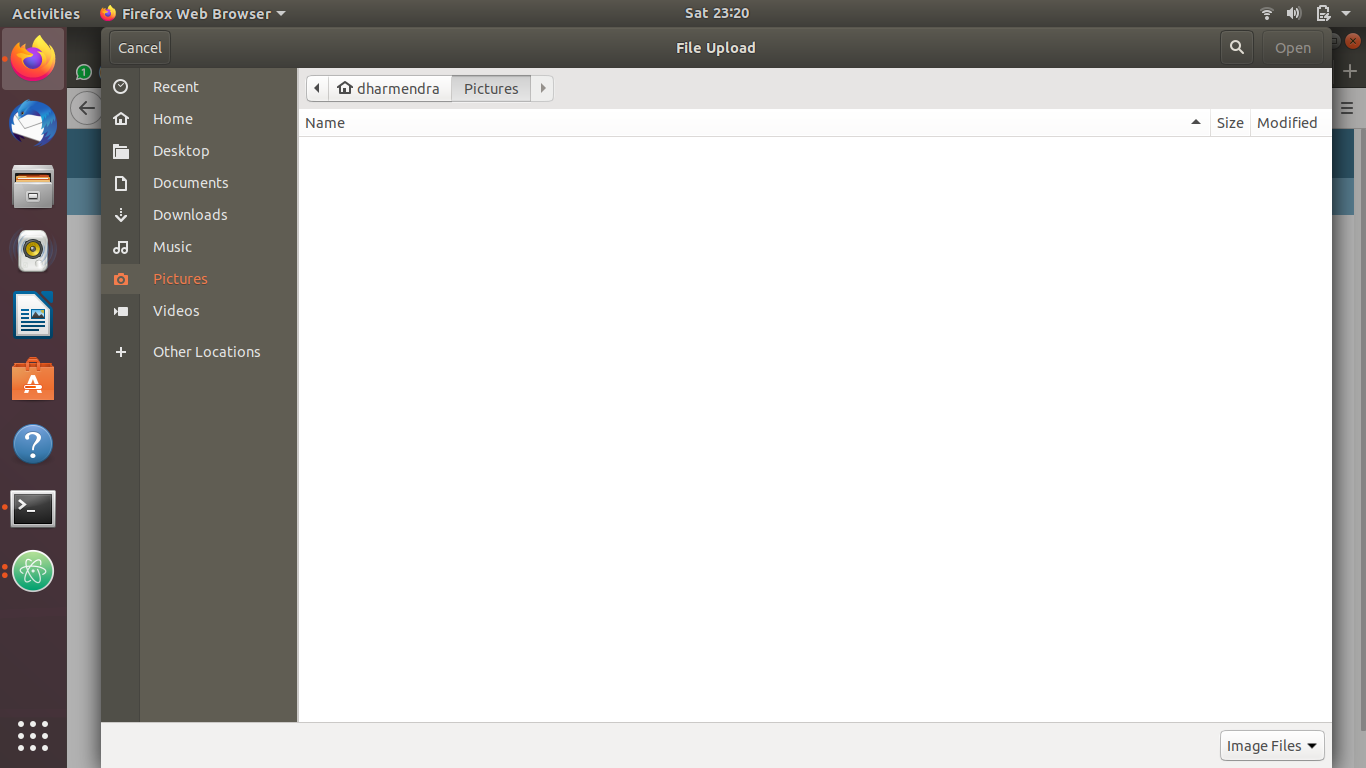 Activities Firefox Web Browser Sat 23:20
Cancel File Upload Open
1
Recent
Home
Desktop
Documents
Downloads
Music
Pictures
Videos
Other Locations
dharmendra Pictures
Name Size Modified
Image Files